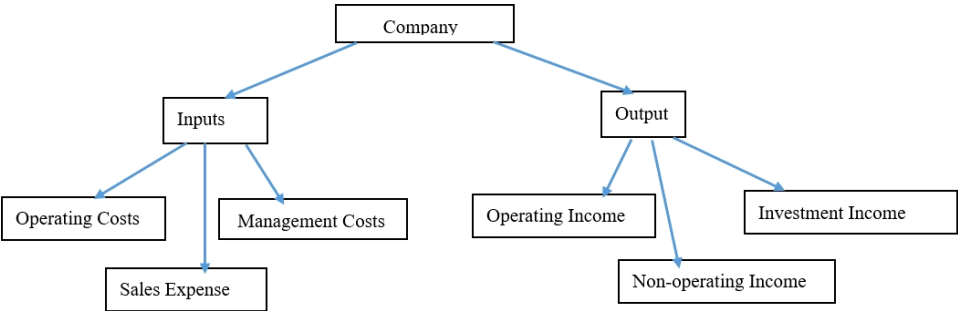 Company
Inputs
Output
Operating Costs
Management Costs
Sales Expense
Operating Income
Investment Income
Non-operating Income